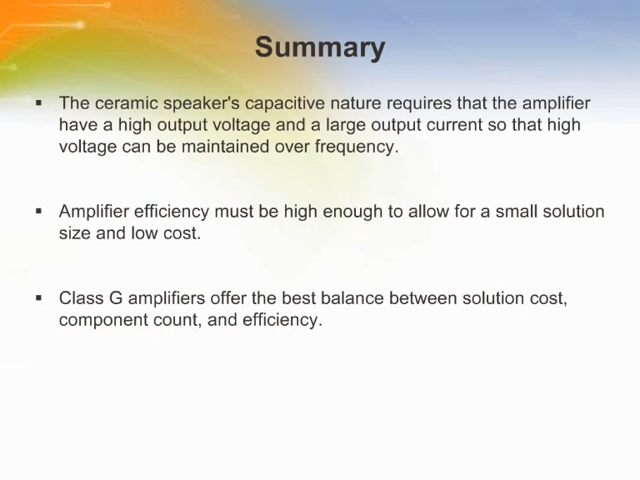 Summary
▪ The ceramic speaker's capacitive nature requires that the amplifier
have a high output voltage and a large output current so that high
voltage can be maintained over frequency.
▪ Amplifier efficiency must be high enough to allow for a small solution
size and low cost.
▪ Class G amplifiers offer the best balance between solution cost,
component count, and efficiency.